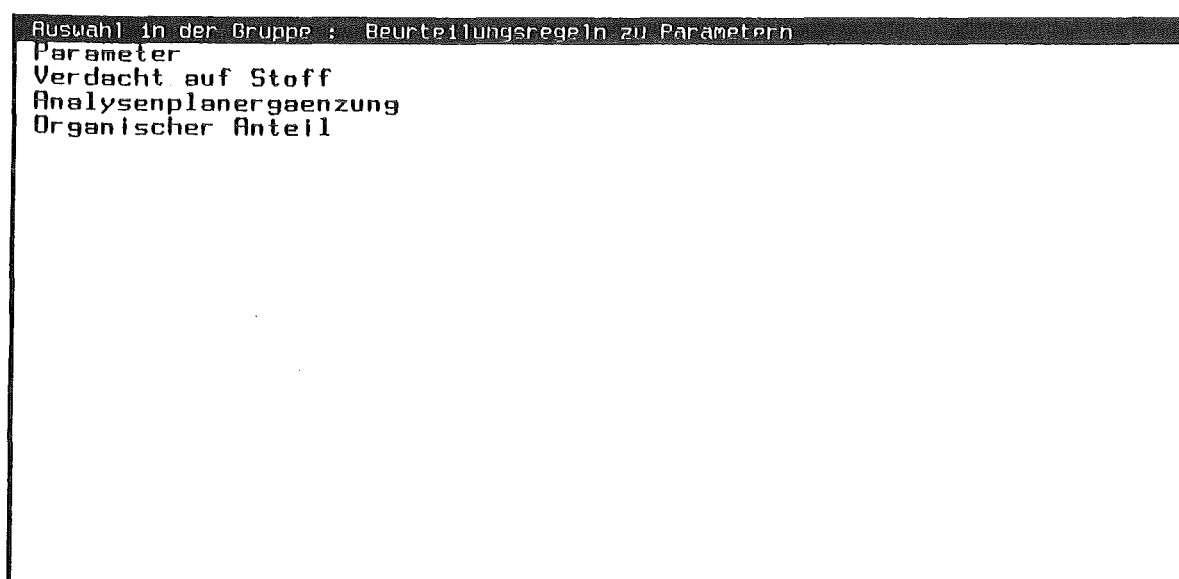 Auswahl in der Gruppe : Beurteilungsregeln zu Parametern
Parameter
Verdacht auf Stoff
Analysenplanergaenzung
Organischer Anteil